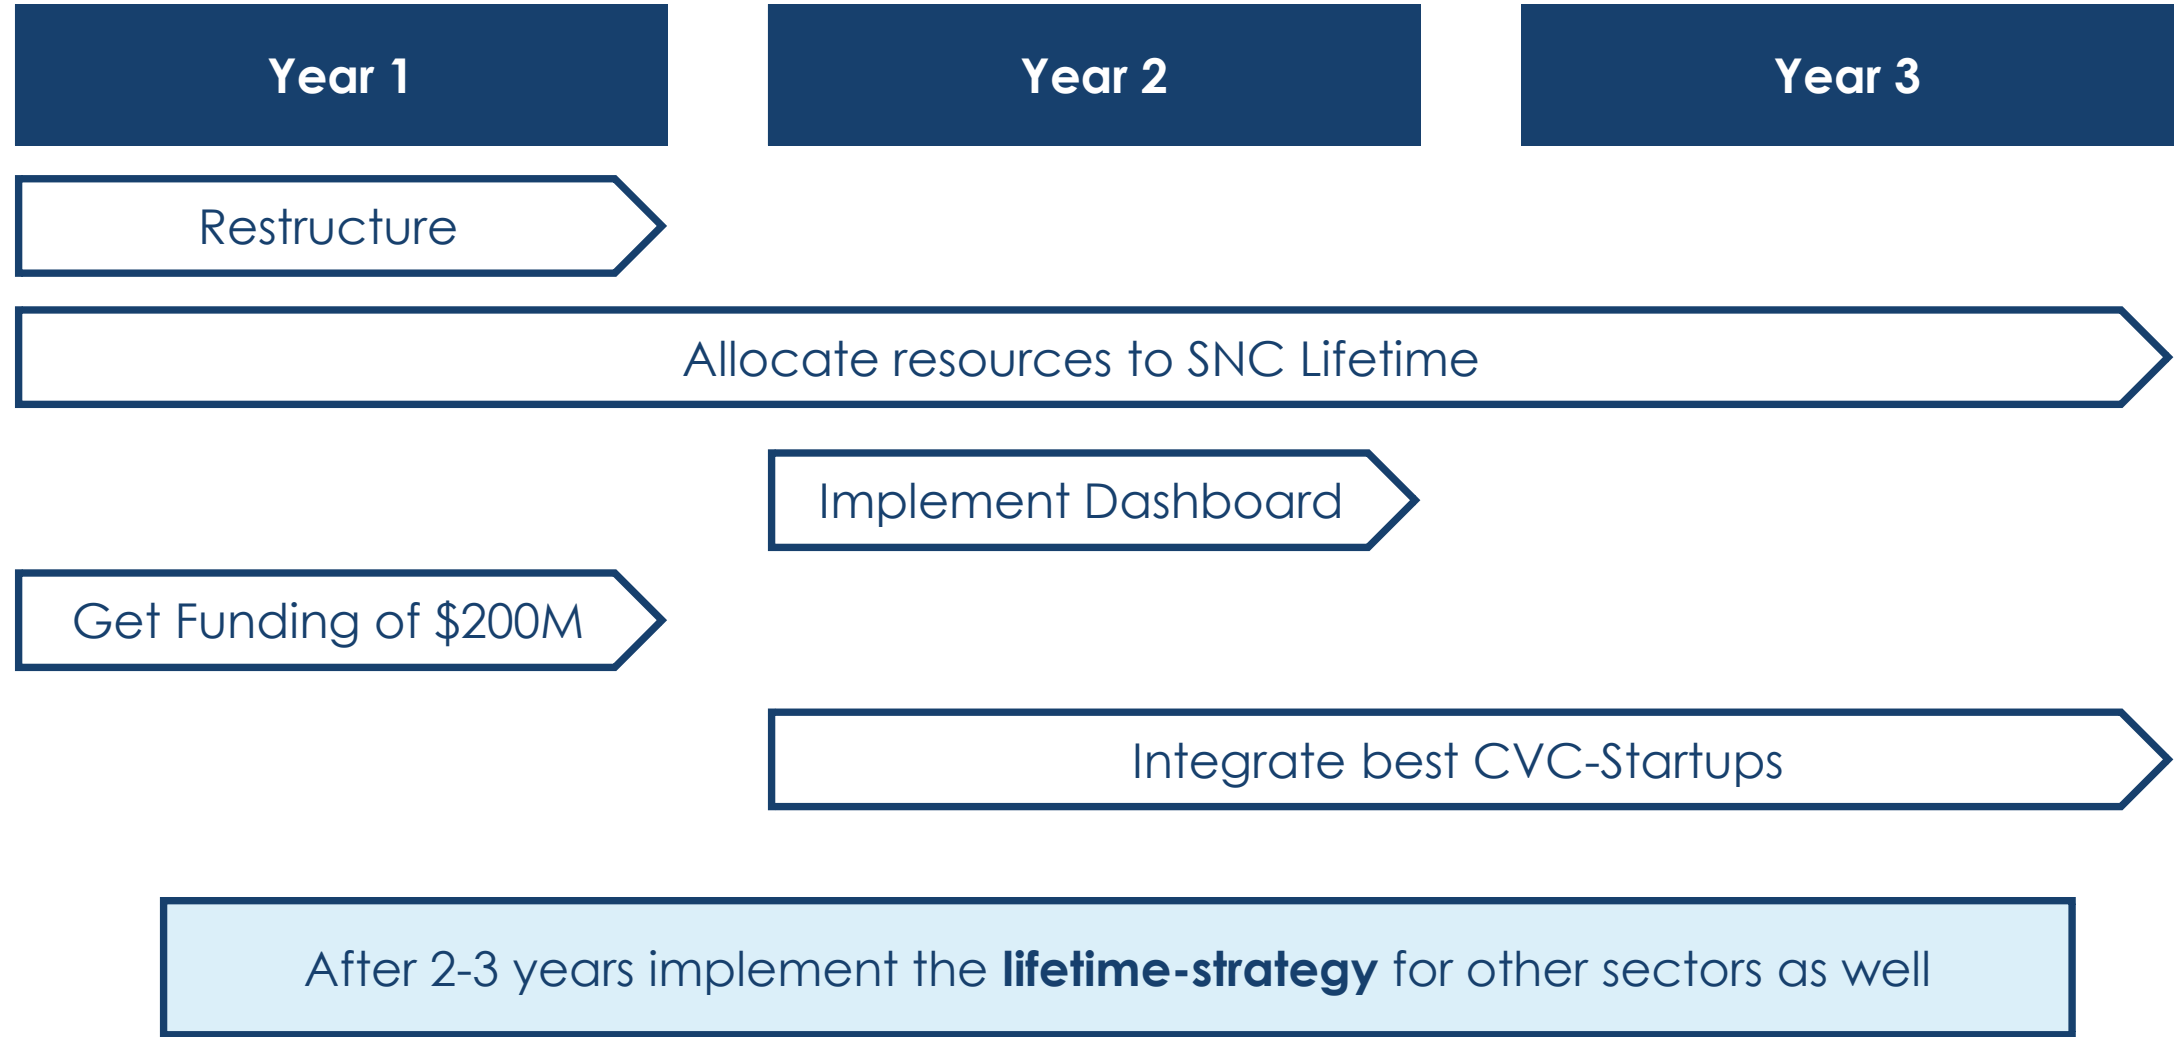 Year 1
Year 2
Year 3
Restructure
Allocate resources to SNC Lifetime
Implement Dashboard
Get Funding of $200M
Integrate best CVC-Startups
After 2-3 years implement the lifetime-strategy for other sectors as well